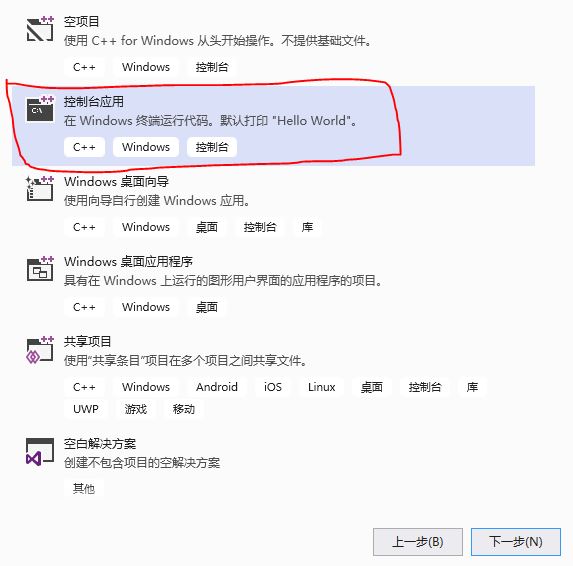 空项目
使用 C++ for Windows 从头开始操作。不提供基础文件。
C++ Windows 控制台
控制台应用
在 Windows 终端运行代码。默认打印 "Hello World"。
C++ Windows 控制台
Windows 桌面向导
使用向导自行创建 Windows 应用。
C++ Windows 桌面 控制台 库
Windows 桌面应用程序
具有在 Windows 上运行的图形用户界面的应用程序的项目。
C++ Windows 桌面
共享项目
使用“共享条目”项目在多个项目之间共享文件。
C++ Windows Android iOS Linux 桌面 控制台 库
UWP 游戏 移动
空白解决方案
创建不包含项目的空解决方案
其他
上一步(B) 下一步(N)